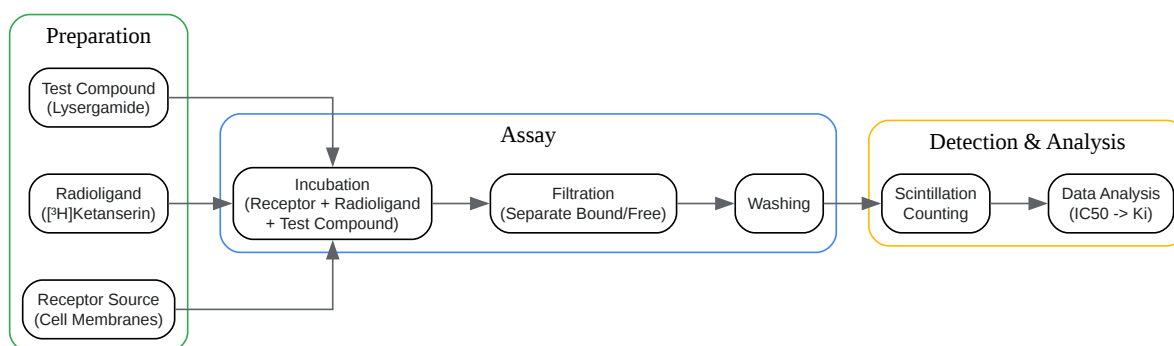 Preparation
Test Compound
(Lysergamide)
Radioligand
([³H]Ketanserin)
Receptor Source
(Cell Membranes)
Assay
Incubation
(Receptor + Radioligand
+ Test Compound)
Filtration
(Separate Bound/Free)
Washing
Detection & Analysis
Scintillation
Counting
Data Analysis
(IC50 -> Ki)